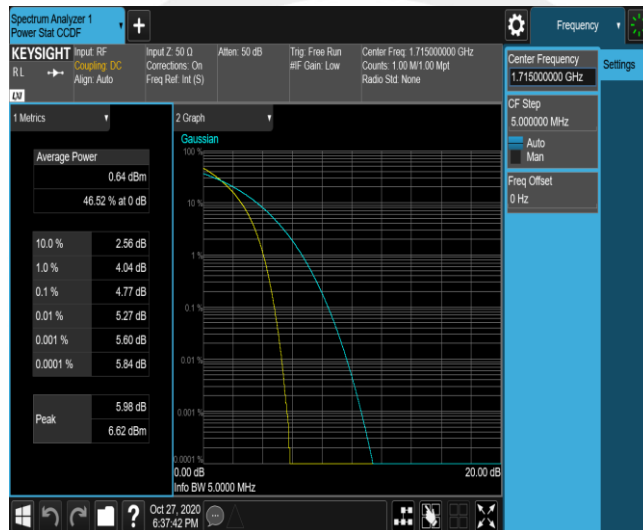 Spectrum Analyzer 1
Power Stat CCDF
Frequency
KEYSIGHT
RL
LXI
Input: RF
Coupling: DC
Align: Auto
Input Z: 50 Ω
Corrections: On
Freq Ref: Int (S)
Atten: 50 dB
Trig: Free Run
#IF Gain: Low
Center Freq: 1.715000000 GHz
Counts: 1.00 M/1.00 Mpt
Radio Std: None
Center Frequency
1.715000000 GHz
Settings
CF Step
5.000000 MHz
Auto
Man
Freq Offset
0 Hz
1 Metrics
Average Power
0.64 dBm
46.52 % at 0 dB
10.0 % 2.56 dB
1.0 % 4.04 dB
0.1 % 4.77 dB
0.01 % 5.27 dB
0.001 % 5.60 dB
0.0001 % 5.84 dB
Peak
5.98 dB
6.62 dBm
2 Graph
Gaussian
100 %
10 %
1 %
0.1 %
0.01 %
0.001 %
0.0001 %
0.00 dB 20.00 dB
Info BW 5.0000 MHz
?
Oct 27, 2020
6:37:42 PM